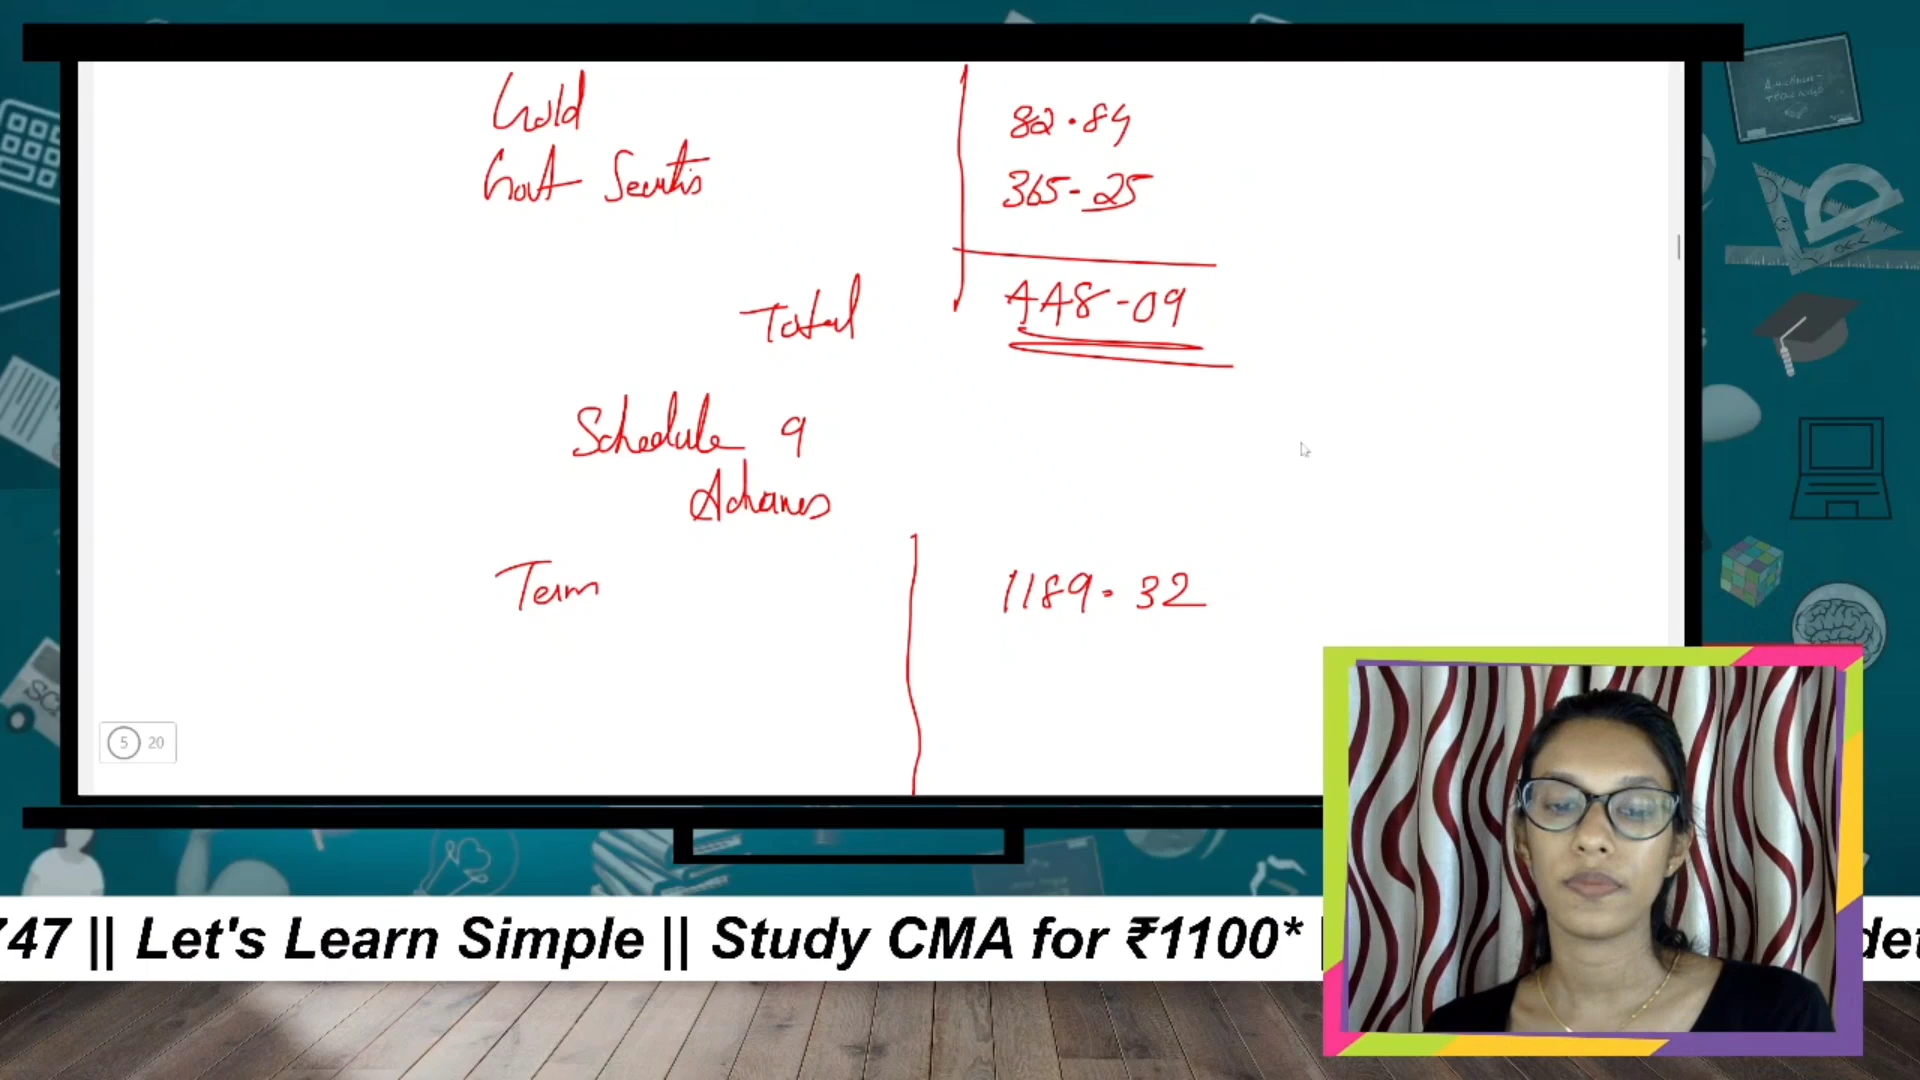 Gold 82.84
Govt Securitis 365-25
Total 448-09
Schedule 9
Advances
Term 1189.32
5 20
747 || Let's Learn Simple || Study CMA for ₹1100*
det